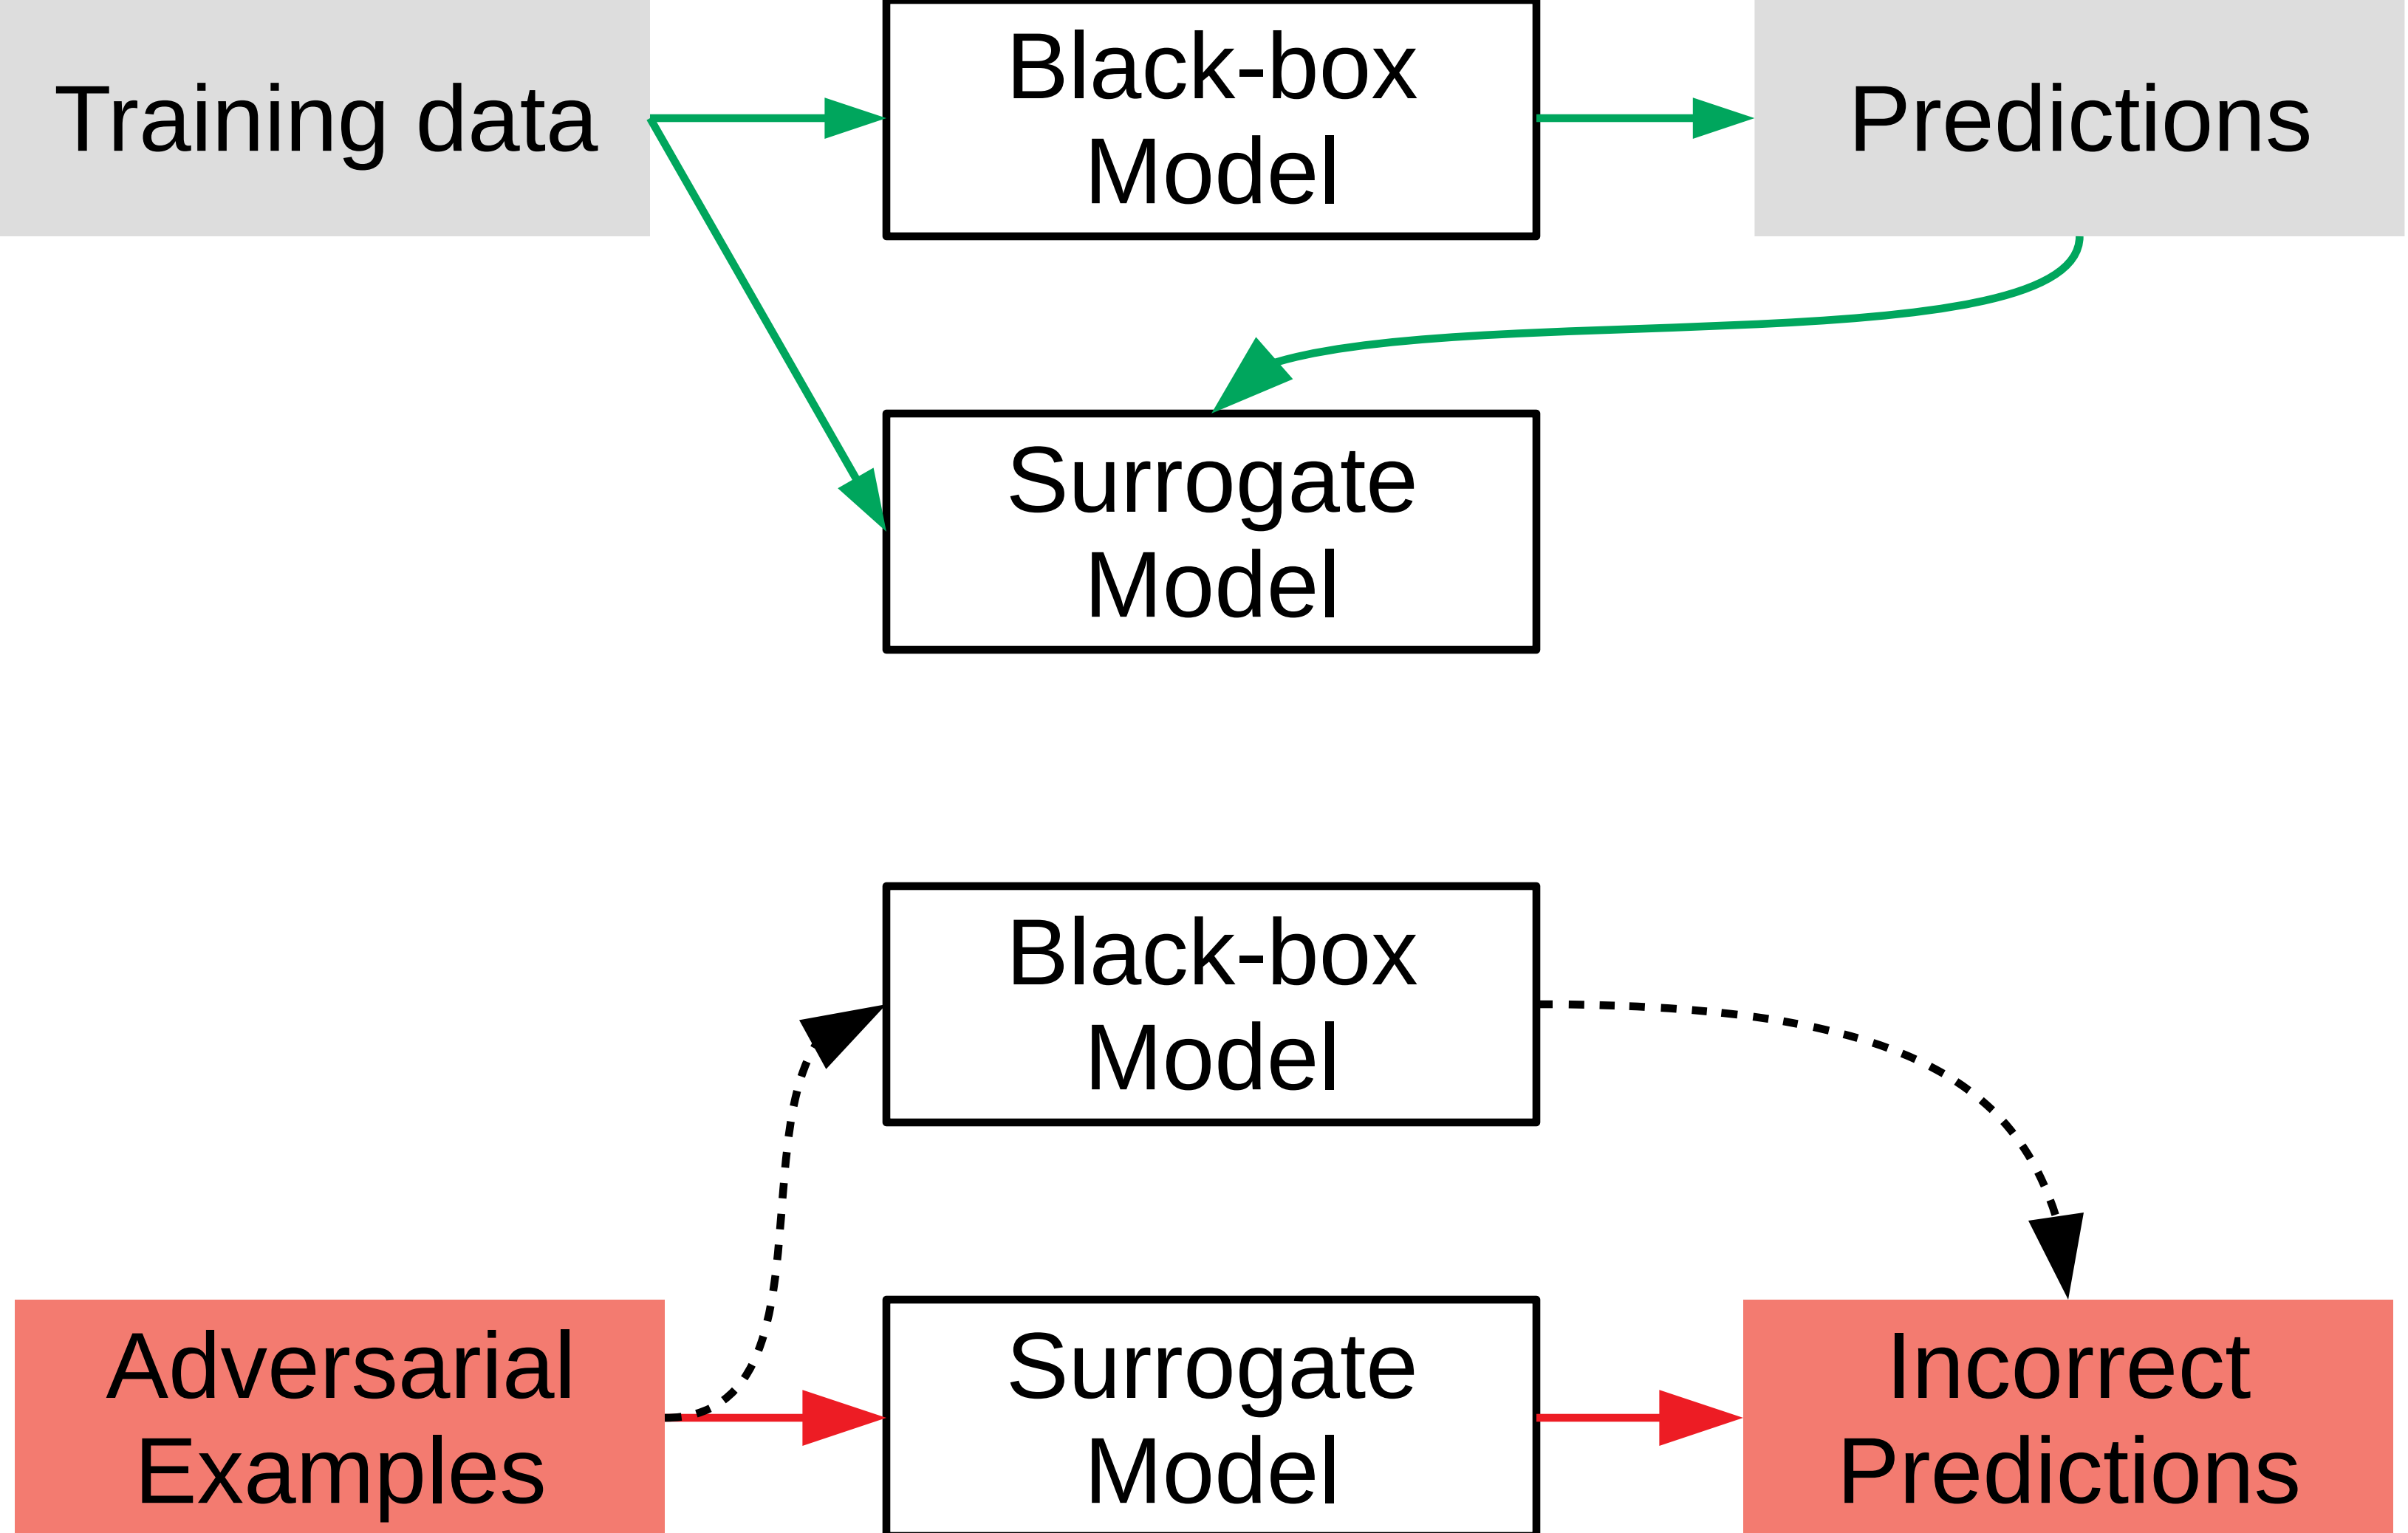 Training data
Black-box
Model
Predictions
Surrogate
Model
Black-box
Model
Adversarial
Examples
Surrogate
Model
Incorrect
Predictions